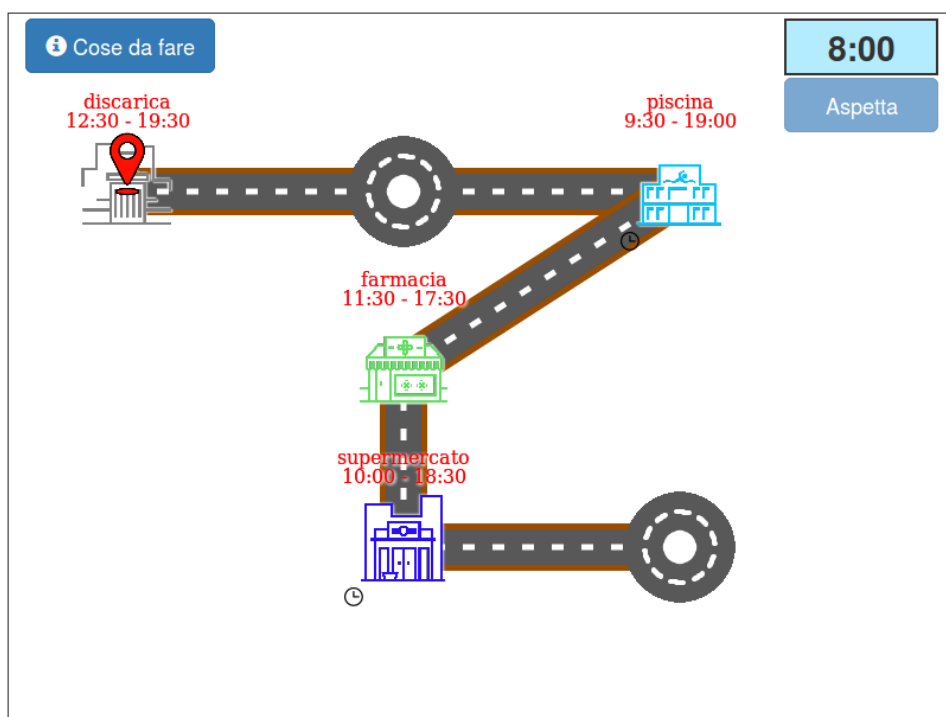 Cose da fare
8:00
Aspetta
discarica
12:30 - 19:30
piscina
9:30 - 19:00
farmacia
11:30 - 17:30
supermercato
10:00 - 18:30